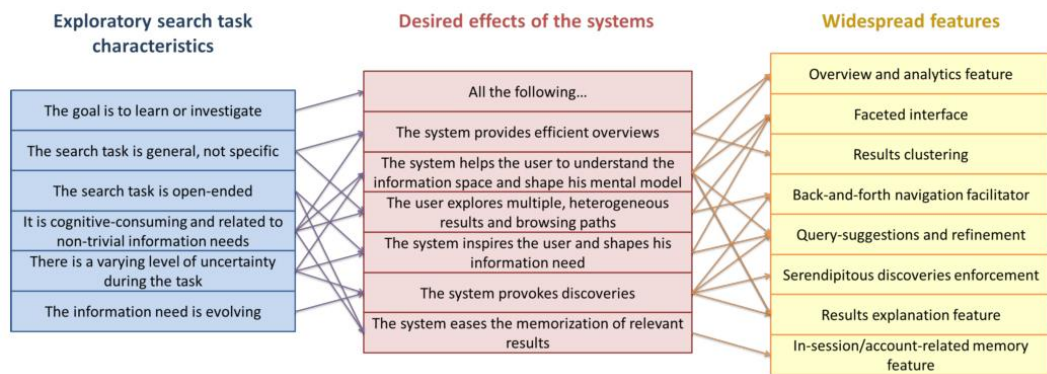 Exploratory search task
characteristics
Desired effects of the systems
Widespread features
The goal is to learn or investigate
The search task is general, not specific
The search task is open-ended
It is cognitive-consuming and related to
non-trivial information needs
There is a varying level of uncertainty
during the task
The information need is evolving
All the following…
The system provides efficient overviews
The system helps the user to understand the
information space and shape his mental model
The user explores multiple, heterogeneous
results and browsing paths
The system inspires the user and shapes his
information need
The system provokes discoveries
The system eases the memorization of relevant
results
Overview and analytics feature
Faceted interface
Results clustering
Back-and-forth navigation facilitator
Query-suggestions and refinement
Serendipitous discoveries enforcement
Results explanation feature
In-session/account-related memory
feature